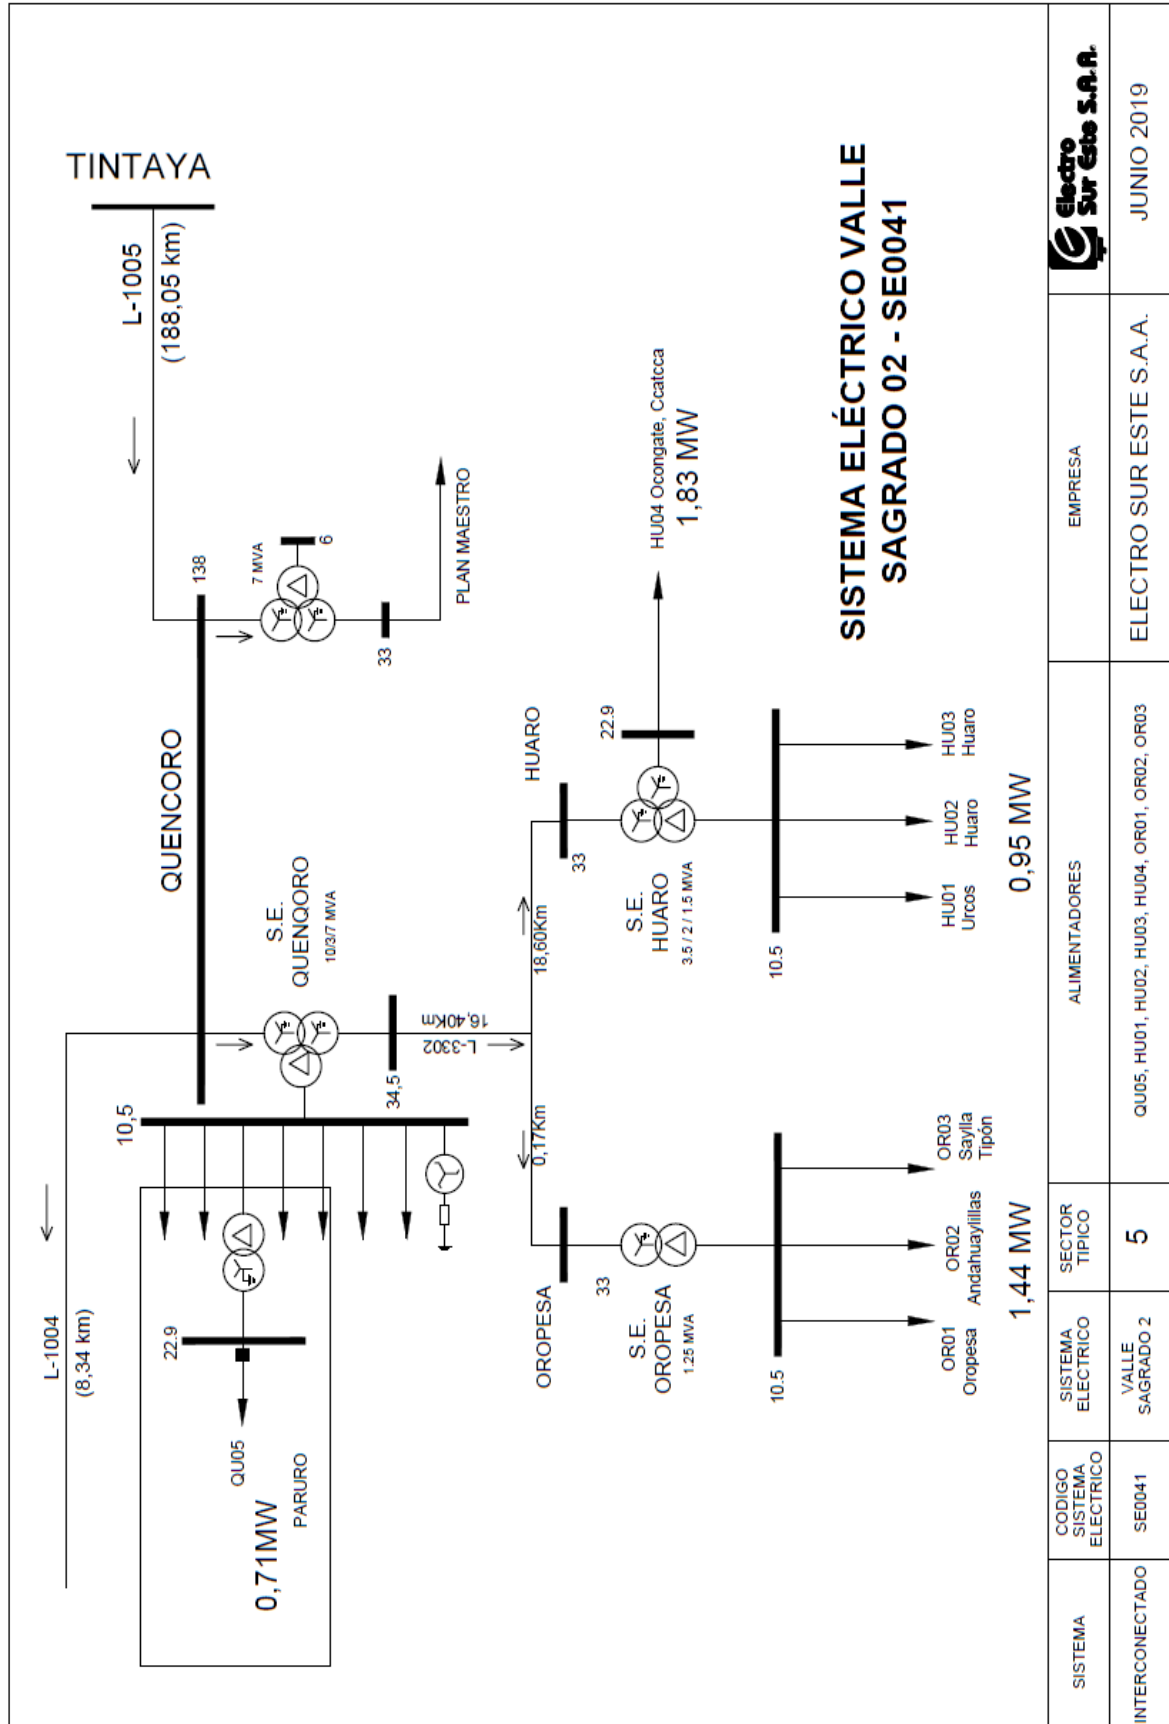 TINTAYA
L-1005
(188,05 km)
138
QUENCORO
7 MVA
6
33
PLAN MAESTRO
L-1004
(8,34 km)
10,5
S.E.
QUENQORO
10/3/7 MVA
34,5
L-3302
16,40Km
22.9
QU05
0,71MW
PARURO
0,17Km
18,60Km
OROPESA
33
S.E.
OROPESA
1.25 MVA
10.5
OR01
Oropesa
OR02
Andahuaylillas
OR03
Saylla
Tipón
1,44 MW
HUARO
33
S.E.
HUARO
3.5 / 2 / 1.5 MVA
22.9
HU04 Ocongate, Ccatcca
1,83 MW
10.5
HU01
Urcos
HU02
Huaro
HU03
Huaro
0,95 MW
SISTEMA ELÉCTRICO VALLE
SAGRADO 02 - SE0041
SISTEMA
CODIGO
SISTEMA
ELECTRICO
SISTEMA
ELECTRICO
SECTOR
TIPICO
ALIMENTADORES
EMPRESA
Electro
Sur Este S.A.A.
INTERCONECTADO
SE0041
VALLE
SAGRADO 2
5
QU05, HU01, HU02, HU03, HU04, OR01, OR02, OR03
ELECTRO SUR ESTE S.A.A.
JUNIO 2019